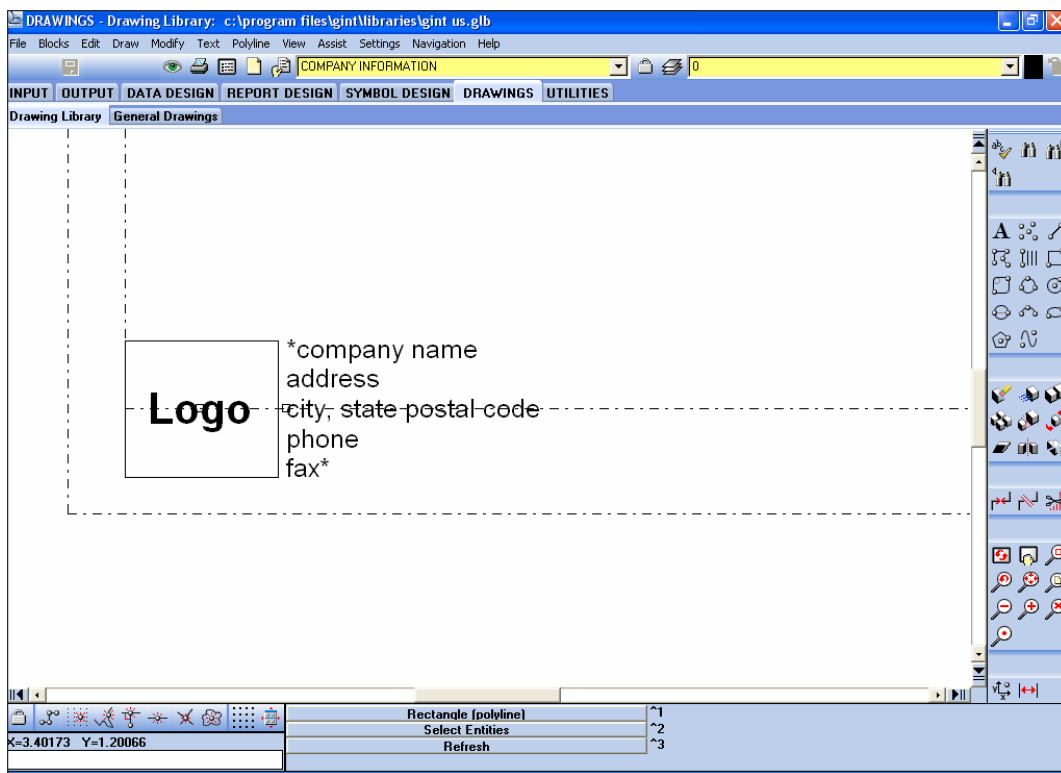 DRAWINGS - Drawing Library: c:\program files\gint\libraries\gint us.glb
File Blocks Edit Draw Modify Text Polyline View Assist Settings Navigation Help
COMPANY INFORMATION 0
INPUT OUTPUT DATA DESIGN REPORT DESIGN SYMBOL DESIGN DRAWINGS UTILITIES
Drawing Library General Drawings
*company name
address
Logo city, state postal code
phone
fax*
Rectangle (polyline) ^1
Select Entities ^2
Refresh ^3
X=3.40173 Y=1.20066